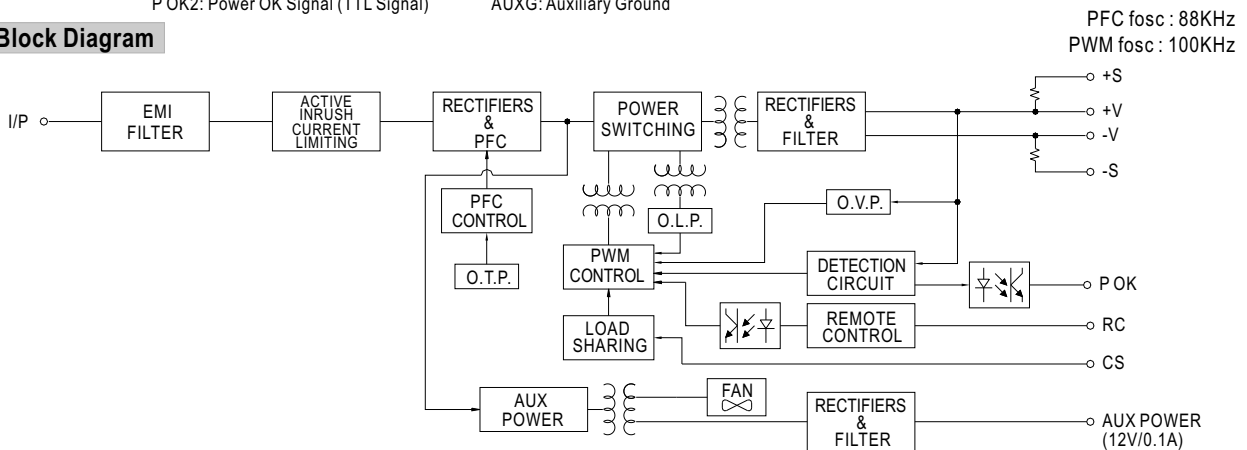 P OK2: Power OK Signal (TTL Signal) AUXG: Auxiliary Ground
Block Diagram
PFC fosc : 88KHz
PWM fosc : 100KHz
I/P
EMI
FILTER
ACTIVE
INRUSH
CURRENT
LIMITING
RECTIFIERS
&
PFC
POWER
SWITCHING
RECTIFIERS
&
FILTER
+S
+V
-V
-S
PFC
CONTROL
O.T.P.
O.L.P.
PWM
CONTROL
LOAD
SHARING
O.V.P.
DETECTION
CIRCUIT
P OK
REMOTE
CONTROL
RC
CS
AUX
POWER
FAN
RECTIFIERS
&
FILTER
AUX POWER
(12V/0.1A)